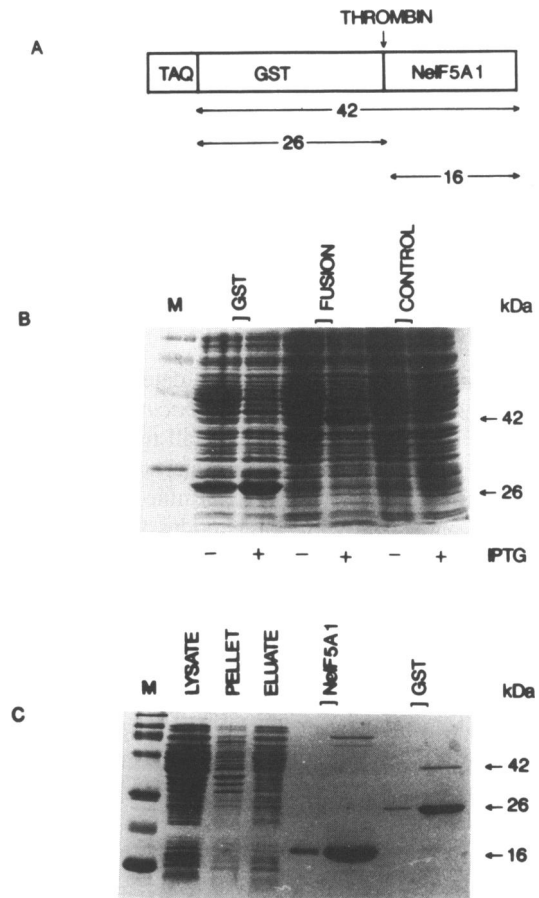 THROMBIN
A
TAQ GST NeIF5A1
42
26
16
B
M ] GST ] FUSION ] CONTROL kDa
42
26
− + − + − + IPTG
C
M LYSATE PELLET ELUATE ] NeIF5A1 ] GST kDa
42
26
16